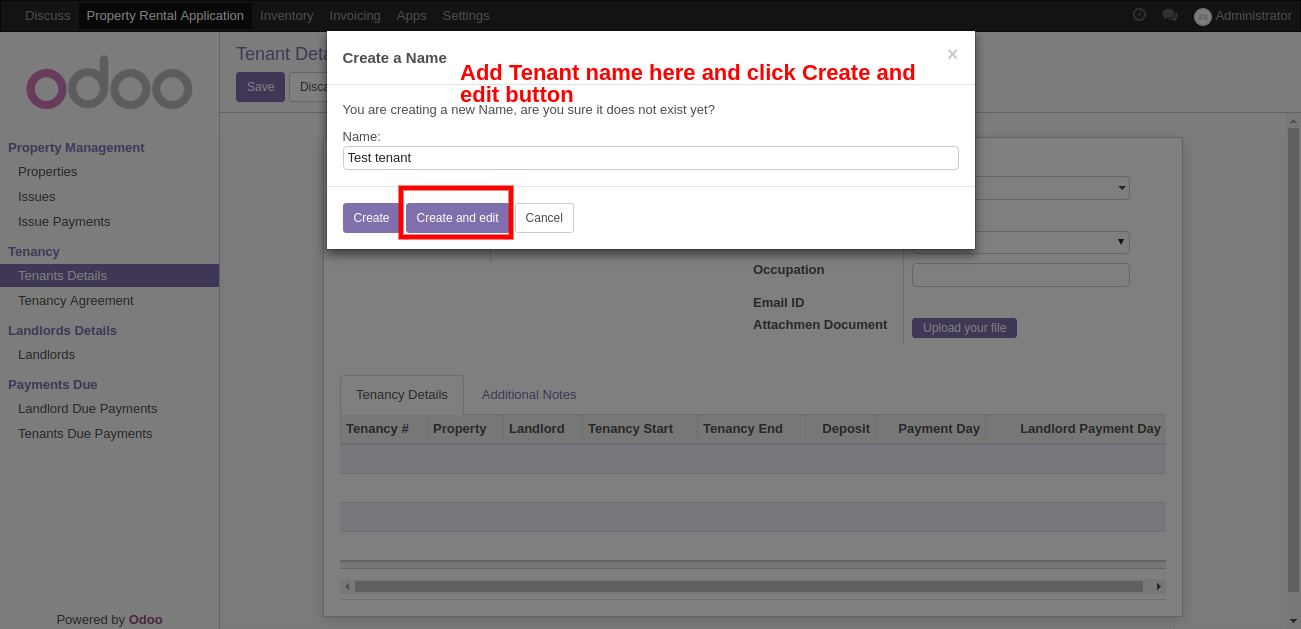 Discuss Property Rental Application Inventory Invoicing Apps Settings Administrator
odoo
Property Management
Properties
Issues
Issue Payments
Tenancy
Tenants Details
Tenancy Agreement
Landlords Details
Landlords
Payments Due
Landlord Due Payments
Tenants Due Payments
Powered by Odoo
Tenant Deta
Save Disca
Create a Name ×
Add Tenant name here and click Create and
edit button
You are creating a new Name, are you sure it does not exist yet?
Name:
Test tenant
Create Create and edit Cancel
Occupation
Email ID
Attachmen Document Upload your file
Tenancy Details Additional Notes
Tenancy # Property Landlord Tenancy Start Tenancy End Deposit Payment Day Landlord Payment Day